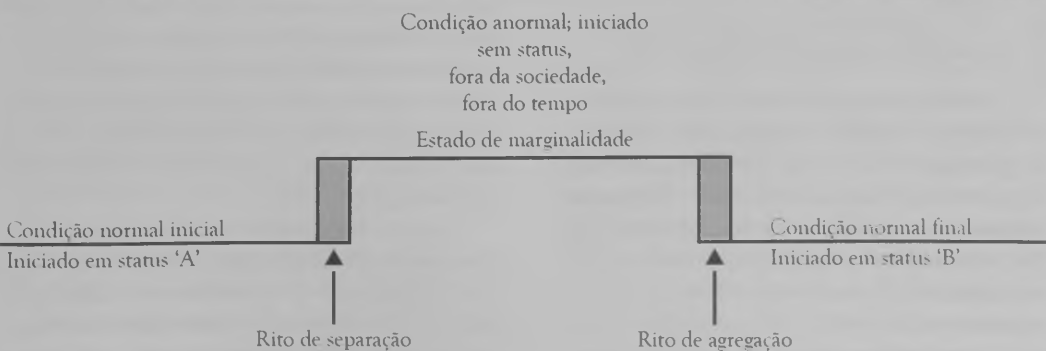 Condição anormal; iniciado
sem status,
fora da sociedade,
fora do tempo
Estado de marginalidade
Condição normal inicial
Iniciado em status ‘A’
Condição normal final
Iniciado em status ‘B’
Rito de separação
Rito de agregação